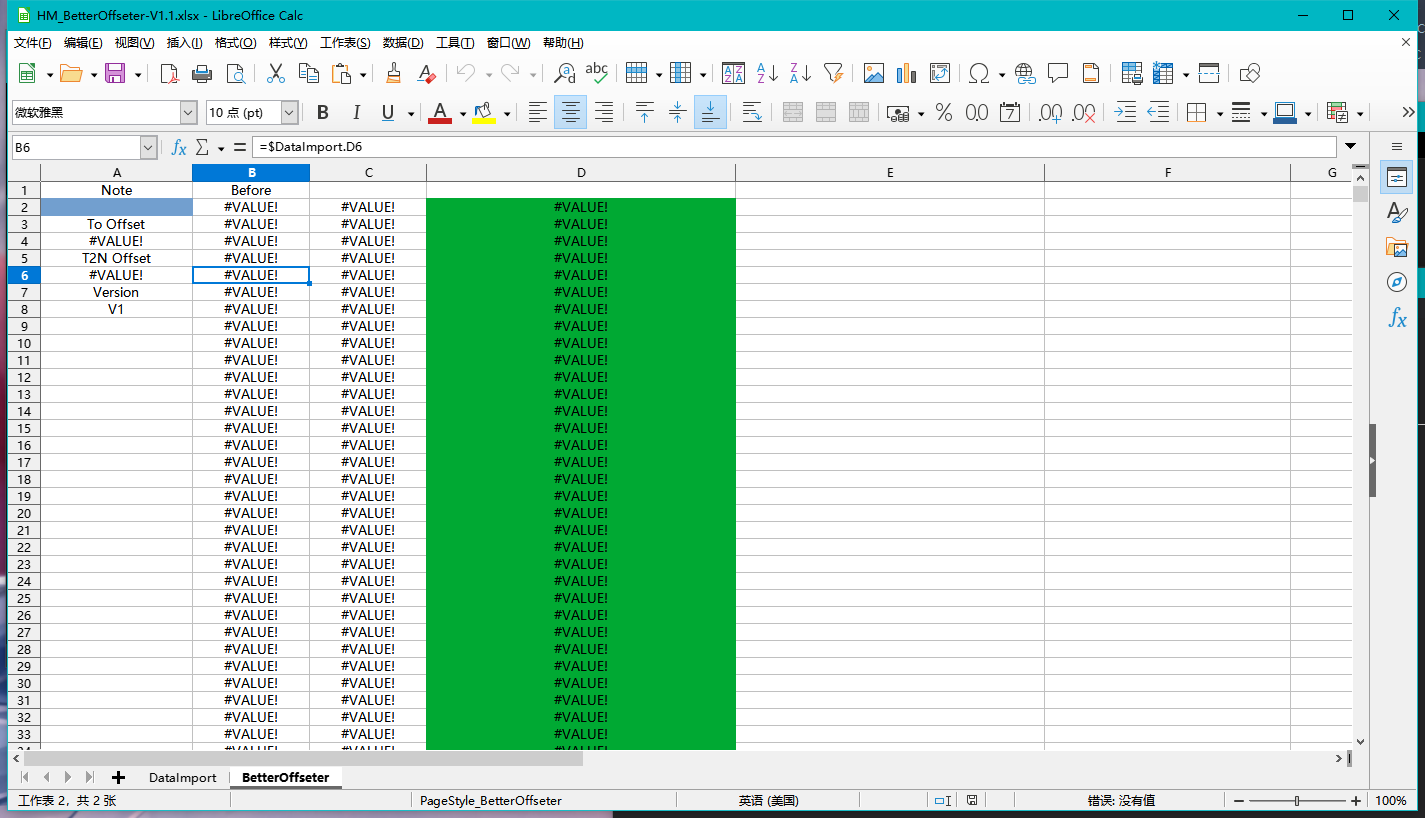 HM_BetterOffseter-V1.1.xlsx - LibreOffice Calc
文件(F) 编辑(E) 视图(V) 插入(I) 格式(O) 样式(Y) 工作表(S) 数据(D) 工具(T) 窗口(W) 帮助(H)
微软雅黑 10 点 (pt)
B6 =$DataImport.D6
A B C D E F G
1 Note Before
2 #VALUE! #VALUE! #VALUE!
3 To Offset #VALUE! #VALUE! #VALUE!
4 #VALUE! #VALUE! #VALUE! #VALUE!
5 T2N Offset #VALUE! #VALUE! #VALUE!
6 #VALUE! #VALUE! #VALUE! #VALUE!
7 Version #VALUE! #VALUE! #VALUE!
8 V1 #VALUE! #VALUE! #VALUE!
9 #VALUE! #VALUE! #VALUE!
10 #VALUE! #VALUE! #VALUE!
11 #VALUE! #VALUE! #VALUE!
12 #VALUE! #VALUE! #VALUE!
13 #VALUE! #VALUE! #VALUE!
14 #VALUE! #VALUE! #VALUE!
15 #VALUE! #VALUE! #VALUE!
16 #VALUE! #VALUE! #VALUE!
17 #VALUE! #VALUE! #VALUE!
18 #VALUE! #VALUE! #VALUE!
19 #VALUE! #VALUE! #VALUE!
20 #VALUE! #VALUE! #VALUE!
21 #VALUE! #VALUE! #VALUE!
22 #VALUE! #VALUE! #VALUE!
23 #VALUE! #VALUE! #VALUE!
24 #VALUE! #VALUE! #VALUE!
25 #VALUE! #VALUE! #VALUE!
26 #VALUE! #VALUE! #VALUE!
27 #VALUE! #VALUE! #VALUE!
28 #VALUE! #VALUE! #VALUE!
29 #VALUE! #VALUE! #VALUE!
30 #VALUE! #VALUE! #VALUE!
31 #VALUE! #VALUE! #VALUE!
32 #VALUE! #VALUE! #VALUE!
33 #VALUE! #VALUE! #VALUE!
DataImport BetterOffseter
工作表 2，共 2 张 PageStyle_BetterOffseter 英语 (美国) 错误: 没有值 100%